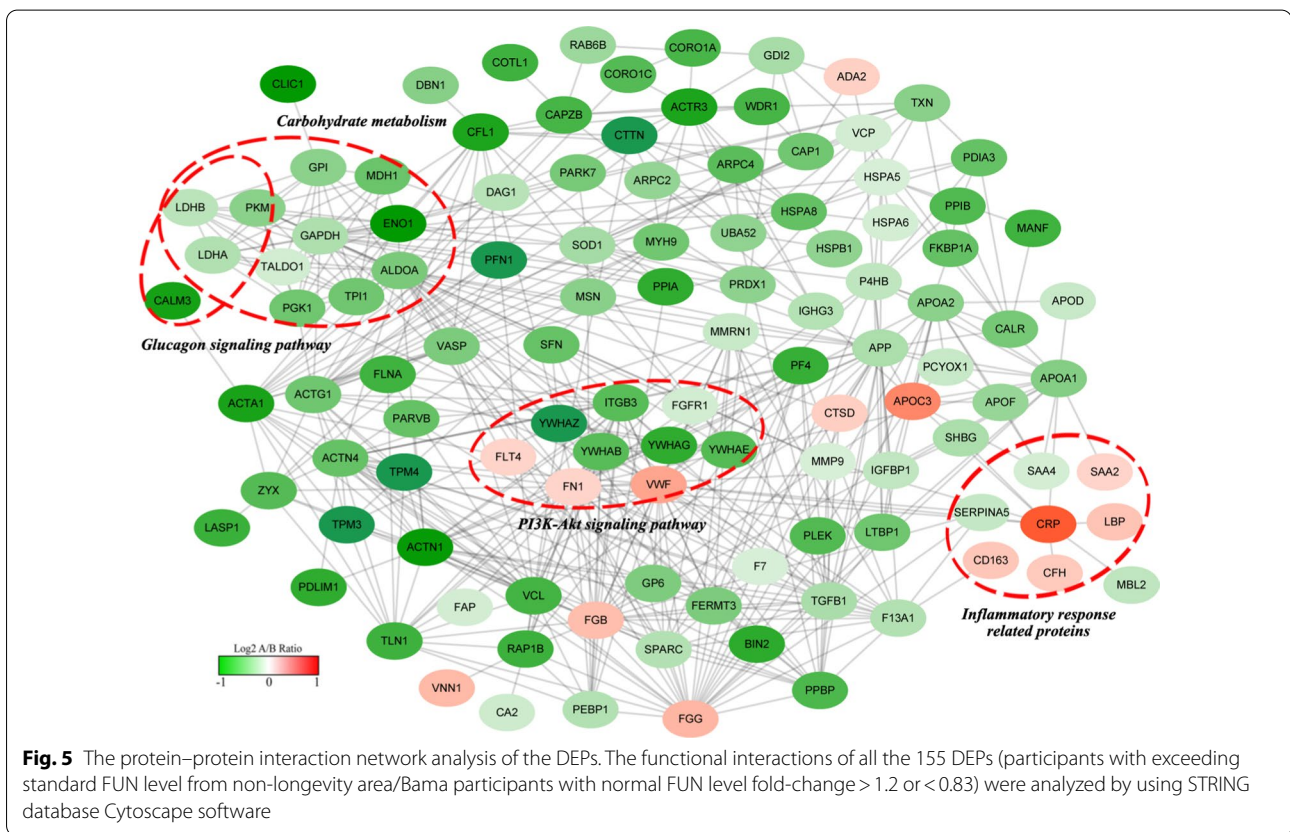 RAB6B
CORO1A
COTL1
GDI2
CORO1C
ADA2
CLIC1
DBN1
CAPZB
ACTR3
WDR1
TXN
Carbohydrate metabolism
CFL1
CTTN
VCP
CAP1
PDIA3
GPI
MDH1
PARK7
ARPC2
ARPC4
HSPA5
DAG1
LDHB
PKM
ENO1
HSPA8
HSPA6
PPIB
MANF
GAPDH
SOD1
MYH9
UBA52
HSPB1
FKBP1A
LDHA
TALDO1
ALDOA
PFN1
CALM3
PGK1
TPI1
MSN
PPIA
PRDX1
P4HB
APOA2
APOD
IGHG3
CALR
Glucagon signaling pathway
VASP
SFN
MMRN1
APP
FLNA
PF4
PCYOX1
APOA1
ACTA1
ACTG1
ITGB3
FGFR1
CTSD
APOC3
APOF
PARVB
YWHAZ
YWHAG
YWHAE
SHBG
ACTN4
FLT4
YWHAB
MMP9
IGFBP1
SAA4
SAA2
TPM4
FN1
VWF
ZYX
SERPINA5
CRP
LBP
LASP1
TPM3
PI3K-Akt signaling pathway
PLEK
LTBP1
ACTN1
CD163
CFH
MBL2
PDLIM1
F7
GP6
FAP
VCL
FERMT3
TGFB1
F13A1
Inflammatory response
related proteins
FGB
TLN1
RAP1B
SPARC
BIN2
Log2 A/B Ratio
-1 0 1
VNN1
CA2
PEBP1
FGG
PPBP
Fig. 5 The protein–protein interaction network analysis of the DEPs. The functional interactions of all the 155 DEPs (participants with exceeding
standard FUN level from non-longevity area/Bama participants with normal FUN level fold-change > 1.2 or < 0.83) were analyzed by using STRING
database Cytoscape software